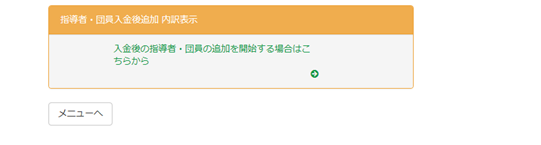 指導者・団員入金後追加 内訳表示
入金後の指導者・団員の追加を開始する場合はこ
ちらから
メニューへ